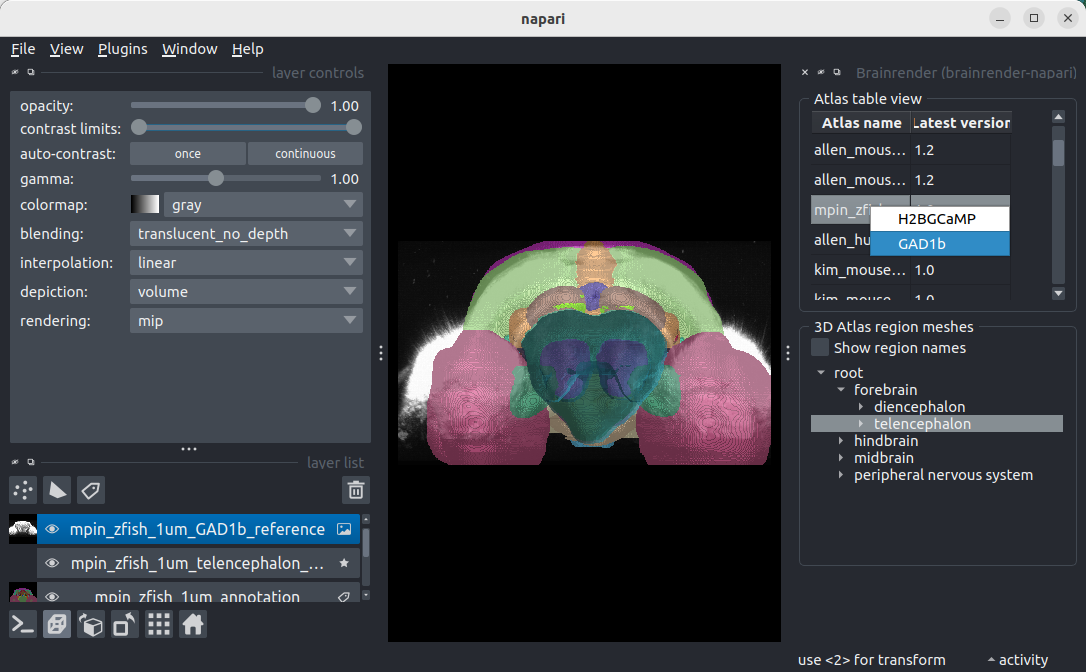 napari
File View Plugins Window Help
layer controls
opacity: 1.00
contrast limits:
auto-contrast: once continuous
gamma: 1.00
colormap: gray
blending: translucent_no_depth
interpolation: linear
depiction: volume
rendering: mip
layer list
mpin_zfish_1um_GAD1b_reference
mpin_zfish_1um_telencephalon_...
mpin_zfish_1um_annotation
Brainrender (brainrender-napari)
Atlas table view
Atlas name Latest version
allen_mous... 1.2
allen_mous... 1.2
mpin_zfi
H2BGCaMP
GAD1b
allen_hu
kim_mouse... 1.0
kim_mouse 1.0
3D Atlas region meshes
Show region names
root
forebrain
diencephalon
telencephalon
hindbrain
midbrain
peripheral nervous system
use <2> for transform
activity